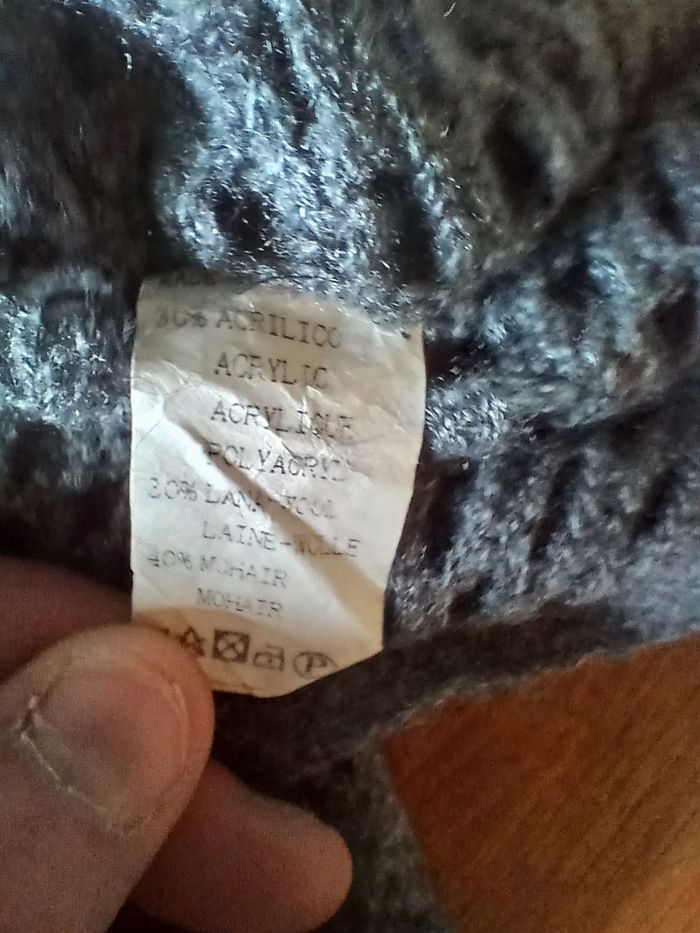 30% ACRILICO
ACRYLIC
ACRYLIQUE
POLYACRYL
30% LANA-WOOL
LAINE-WOLLE
40% MOHAIR
MOHAIR
P